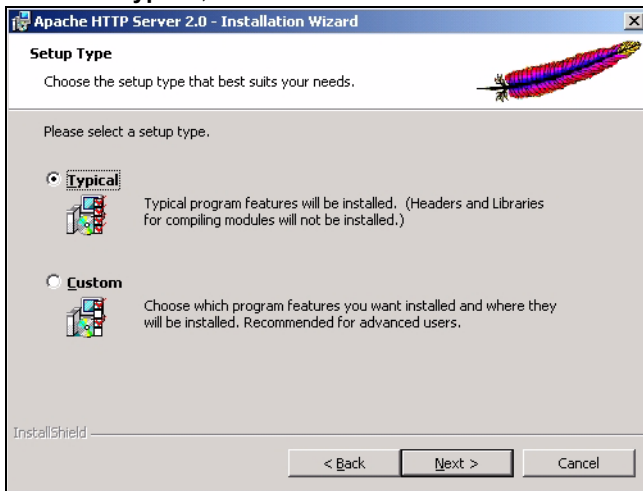 Apache HTTP Server 2.0 - Installation Wizard
Setup Type
Choose the setup type that best suits your needs.
Please select a setup type.
Typical
Typical program features will be installed. (Headers and Libraries
for compiling modules will not be installed.)
Custom
Choose which program features you want installed and where they
will be installed. Recommended for advanced users.
InstallShield
< Back Next > Cancel